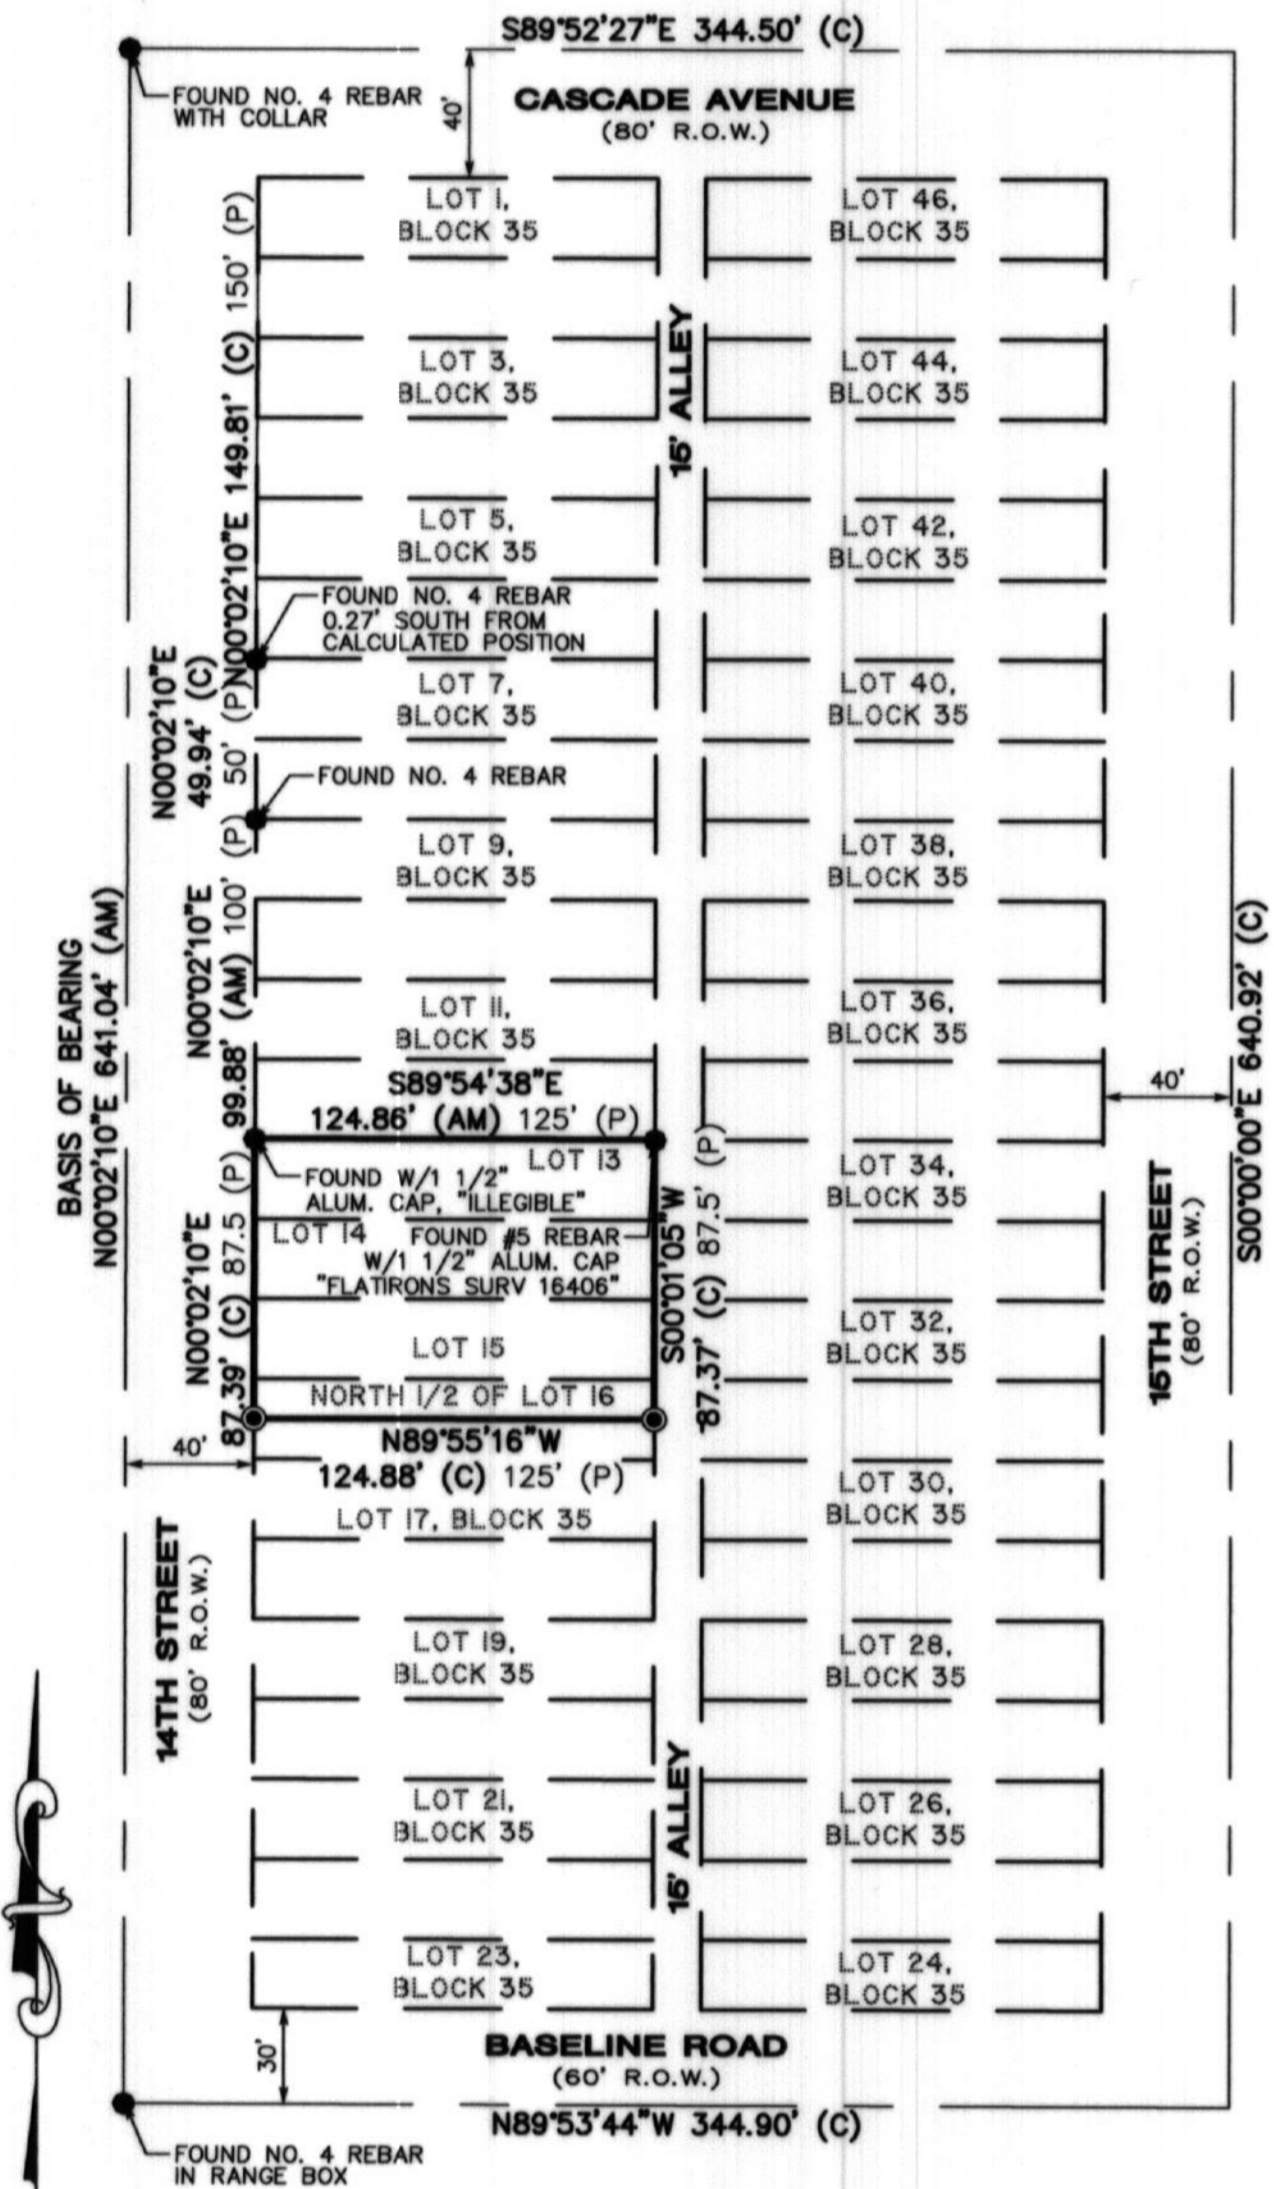 S89°52'27"E 344.50' (C)
FOUND NO. 4 REBAR
WITH COLLAR
40'
CASCADE AVENUE
(80' R.O.W.)
LOT 1,
BLOCK 35
LOT 46,
BLOCK 35
N00°02'10"E 149.81' (C) 150' (P)
15' ALLEY
LOT 3,
BLOCK 35
LOT 44,
BLOCK 35
LOT 5,
BLOCK 35
LOT 42,
BLOCK 35
FOUND NO. 4 REBAR
0.27' SOUTH FROM
CALCULATED POSITION
N00°02'10"E
49.94' (C)
50' (P)
LOT 7,
BLOCK 35
LOT 40,
BLOCK 35
FOUND NO. 4 REBAR
LOT 9,
BLOCK 35
LOT 38,
BLOCK 35
BASIS OF BEARING
N00°02'10"E 641.04' (AM)
N00°02'10"E
99.88' (AM) 100' (P)
LOT 11,
BLOCK 35
LOT 36,
BLOCK 35
S00°00'00"E 640.92' (C)
S89°54'38"E
124.86' (AM) 125' (P)
40'
LOT 13
FOUND W/1 1/2"
ALUM. CAP, "ILLEGIBLE"
LOT 34,
BLOCK 35
LOT 14
FOUND #5 REBAR
W/1 1/2" ALUM. CAP
"FLATIRONS SURV 16406"
N00°02'10"E
87.39' (C) 87.5 (P)
S00°01'05"W
87.37' (C) 87.5' (P)
15TH STREET
(80' R.O.W.)
LOT 32,
BLOCK 35
LOT 15
NORTH 1/2 OF LOT 16
40'
N89°55'16"W
124.88' (C) 125' (P)
LOT 30,
BLOCK 35
LOT 17, BLOCK 35
14TH STREET
(80' R.O.W.)
LOT 19,
BLOCK 35
LOT 28,
BLOCK 35
15' ALLEY
LOT 21,
BLOCK 35
LOT 26,
BLOCK 35
LOT 23,
BLOCK 35
LOT 24,
BLOCK 35
30'
BASELINE ROAD
(60' R.O.W.)
N89°53'44"W 344.90' (C)
FOUND NO. 4 REBAR
IN RANGE BOX